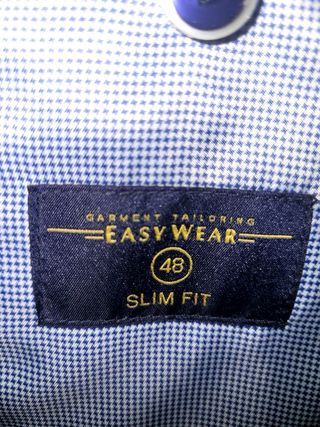 GARMENT TAILORING
EASY WEAR
48
SLIM FIT